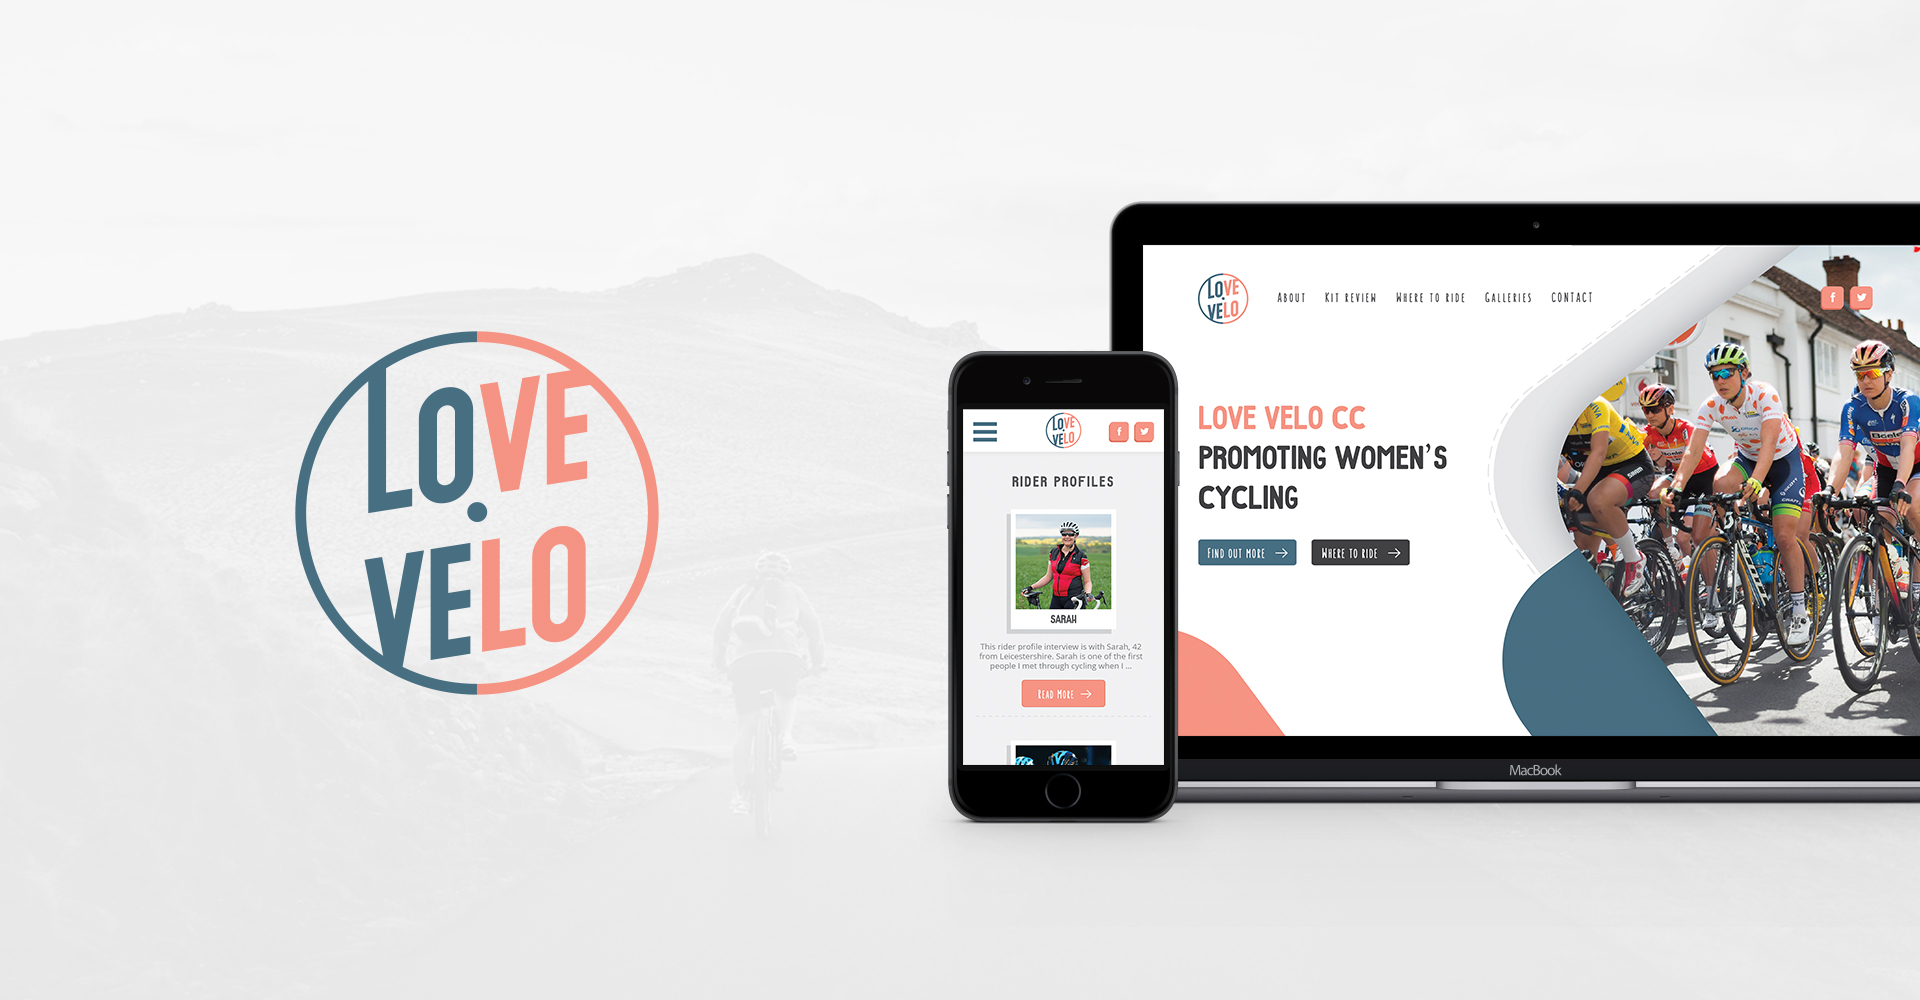 LOVE
VELO
LOVE
VELO
RIDER PROFILES
SARAH
This rider profile interview is with Sarah, 42
from Leicestershire. Sarah is one of the first
people I met through cycling when I ...
READ MORE
LOVE
VELO
ABOUT
KIT REVIEW
WHERE TO RIDE
GALLERIES
CONTACT
LOVE VELO CC
PROMOTING WOMEN'S
CYCLING
FIND OUT MORE
WHERE TO RIDE
MacBook